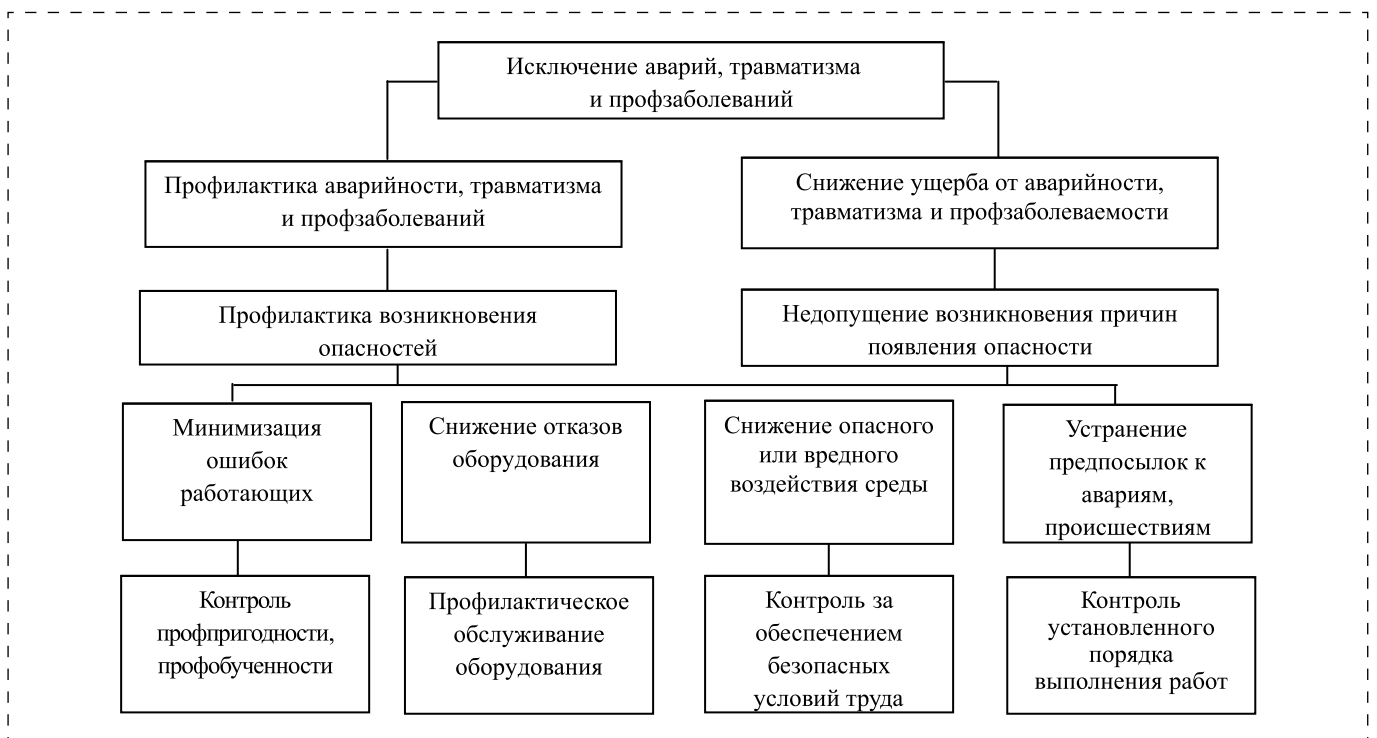 Исключение аварий, травматизма
и профзаболеваний
Профилактика аварийности, травматизма
и профзаболеваний
Снижение ущерба от аварийности,
травматизма и профзаболеваемости
Профилактика возникновения
опасностей
Недопущение возникновения причин
появления опасности
Минимизация
ошибок
работающих
Снижение отказов
оборудования
Снижение опасного
или вредного
воздействия среды
Устранение
предпосылок к
авариям,
происшествиям
Контроль
профпригодности,
профобученности
Профилактическое
обслуживание
оборудования
Контроль за
обеспечением
безопасных
условий труда
Контроль
установленного
порядка
выполнения работ